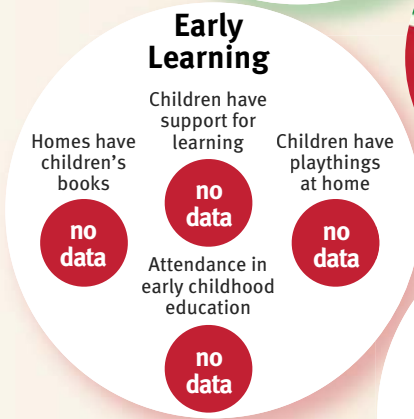 Early
Learning
Children have
support for
learning
no
data
Homes have
children's
books
no
data
Children have
playthings
at home
no
data
Attendance in
early childhood
education
no
data